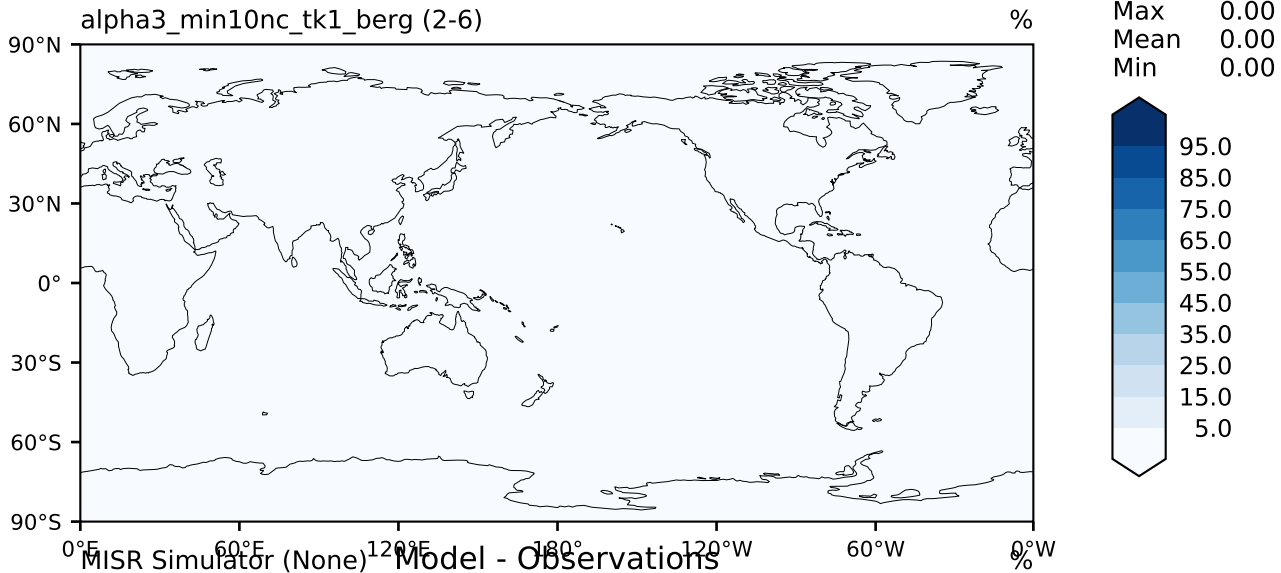 alpha3_min10nc_tk1_berg (2-6) %
Max 0.00
Mean 0.00
Min 0.00
90°N
60°N
30°N
0°
30°S
60°S
90°S
95.0
85.0
75.0
65.0
55.0
45.0
35.0
25.0
15.0
5.0
0°E 60°E 120°E 180° 120°W 60°W 0°W
MISR Simulator (None) Model - Observations %